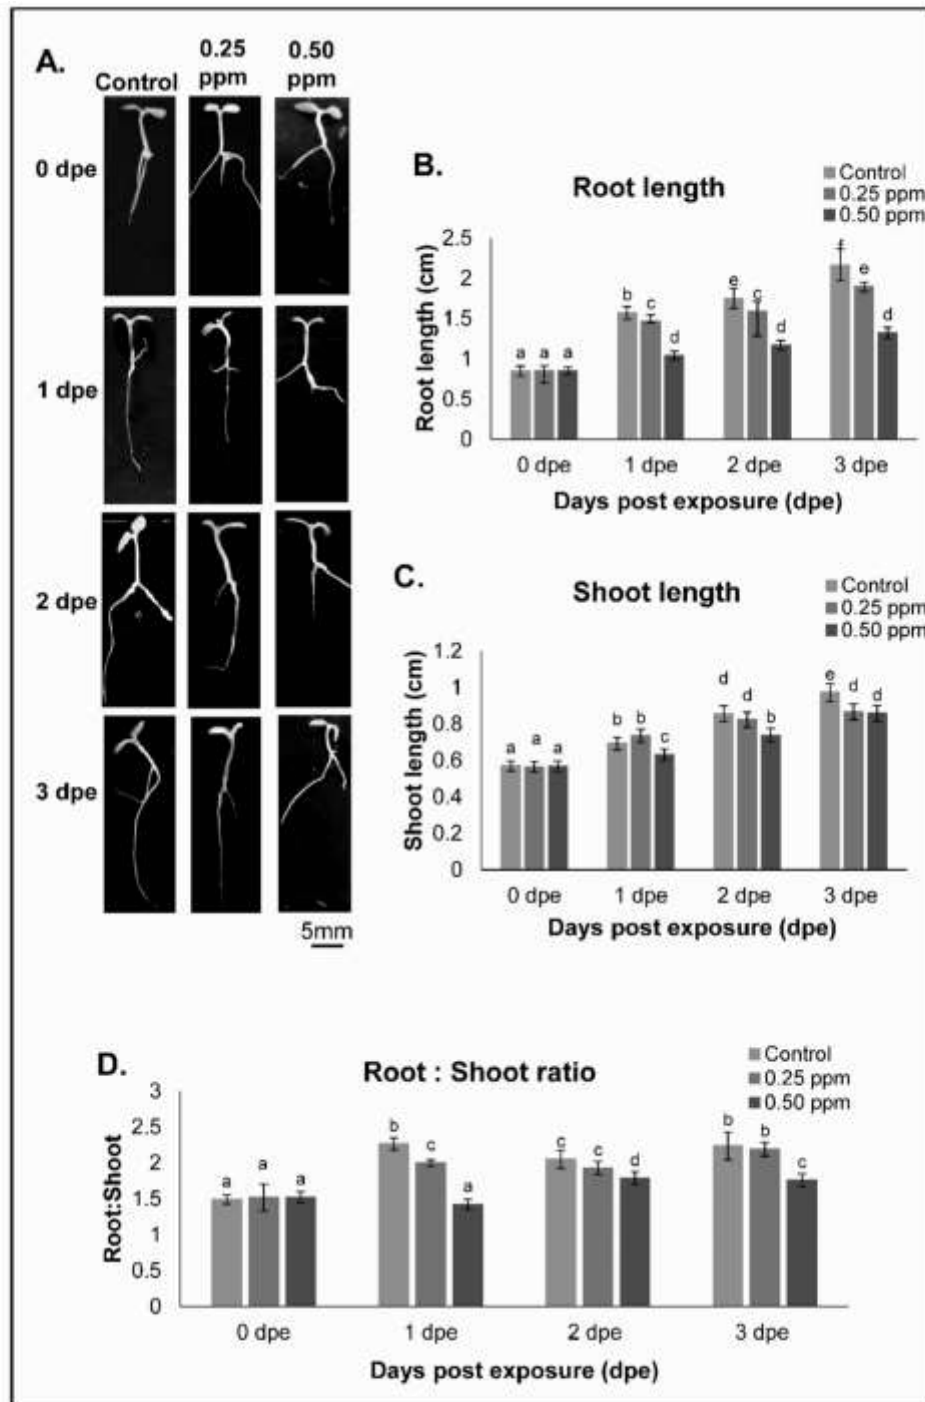 A.
Control
0.25 ppm
0.50 ppm
0 dpe
1 dpe
2 dpe
3 dpe
5mm
B.
Root length
Control
0.25 ppm
0.50 ppm
Root length (cm)
2.5
2
1.5
1
0.5
0
a a a
b c d
e c d
f e d
0 dpe 1 dpe 2 dpe 3 dpe
Days post exposure (dpe)
C.
Shoot length
Control
0.25 ppm
0.50 ppm
Shoot length (cm)
1.2
1
0.8
0.6
0.4
0.2
0
a a a
b b c
d d b
e d d
0 dpe 1 dpe 2 dpe 3 dpe
Days post exposure (dpe)
D.
Root : Shoot ratio
Control
0.25 ppm
0.50 ppm
Root:Shoot
3
2.5
2
1.5
1
0.5
0
a a a
b c a
c c d
b b c
0 dpe 1 dpe 2 dpe 3 dpe
Days post exposure (dpe)